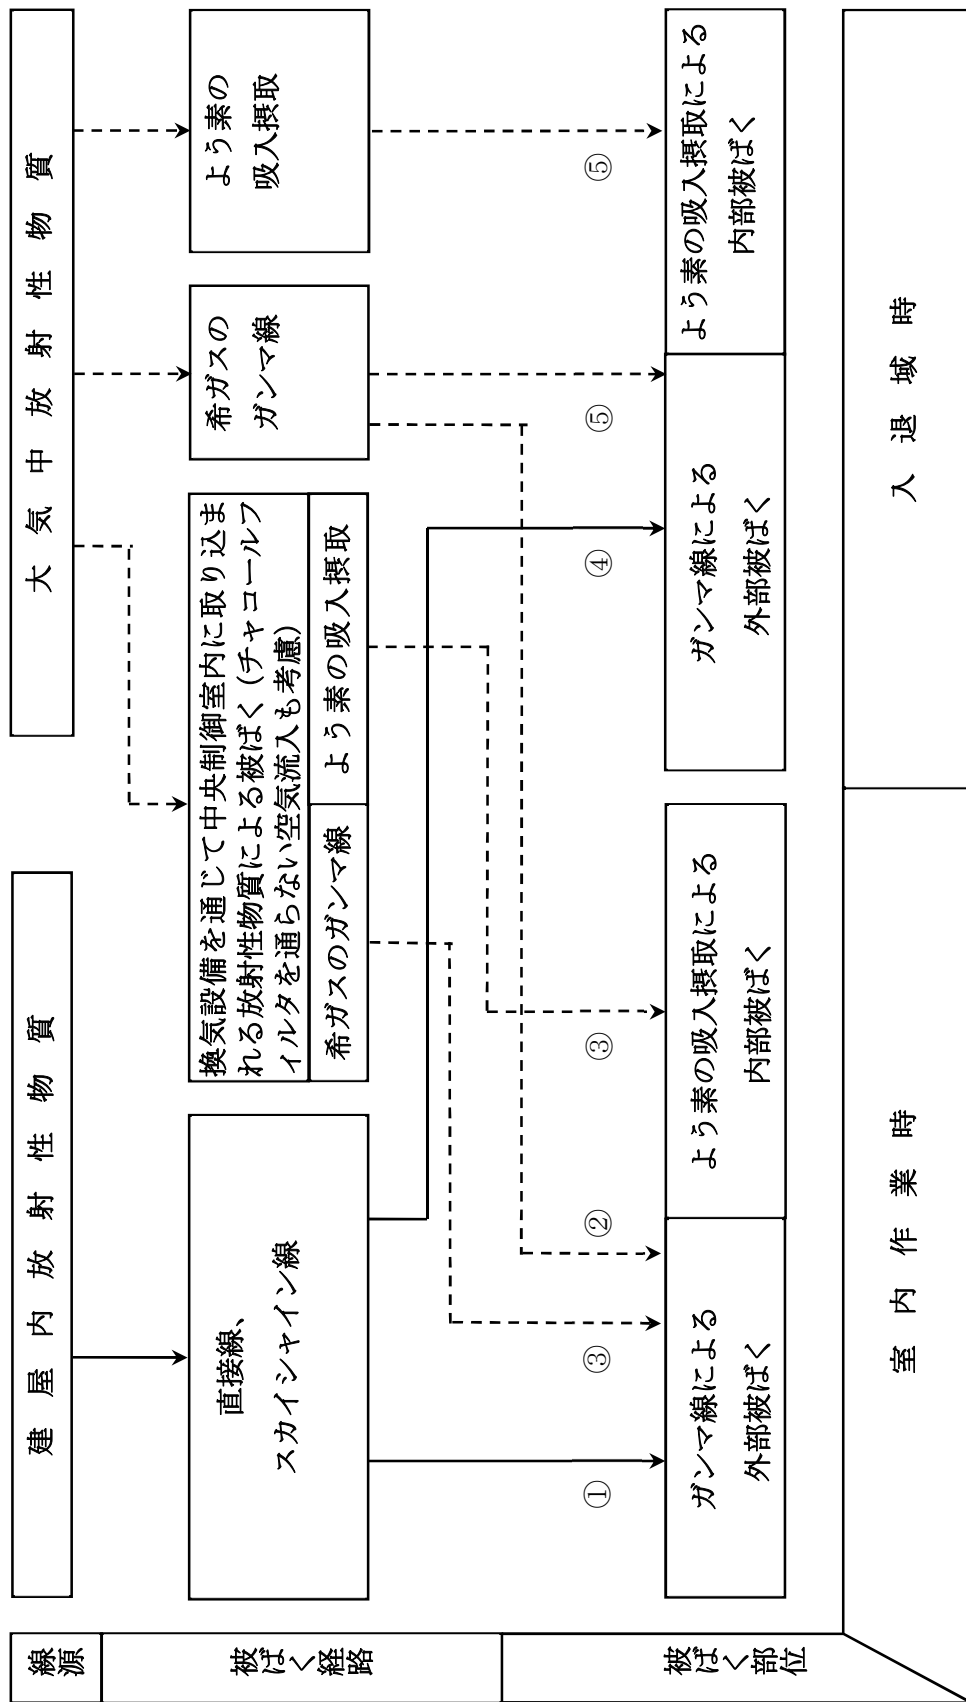 線源
建屋内放射性物質
大気中放射性物質
被ばく経路
直接線、
スカイシャイン線
換気設備を通じて中央制御室内に取り込ま
れる放射性物質による被ばく（チャコールフ
ィルタを通らない空気流入も考慮）
希ガスのガンマ線
よう素の吸入摂取
希ガスの
ガンマ線
よう素の
吸入摂取
①
③
②
③
④
⑤
⑤
被ばく部位
ガンマ線による
外部被ばく
よう素の吸入摂取による
内部被ばく
ガンマ線による
外部被ばく
よう素の吸入摂取による
内部被ばく
室内作業時
入退域時